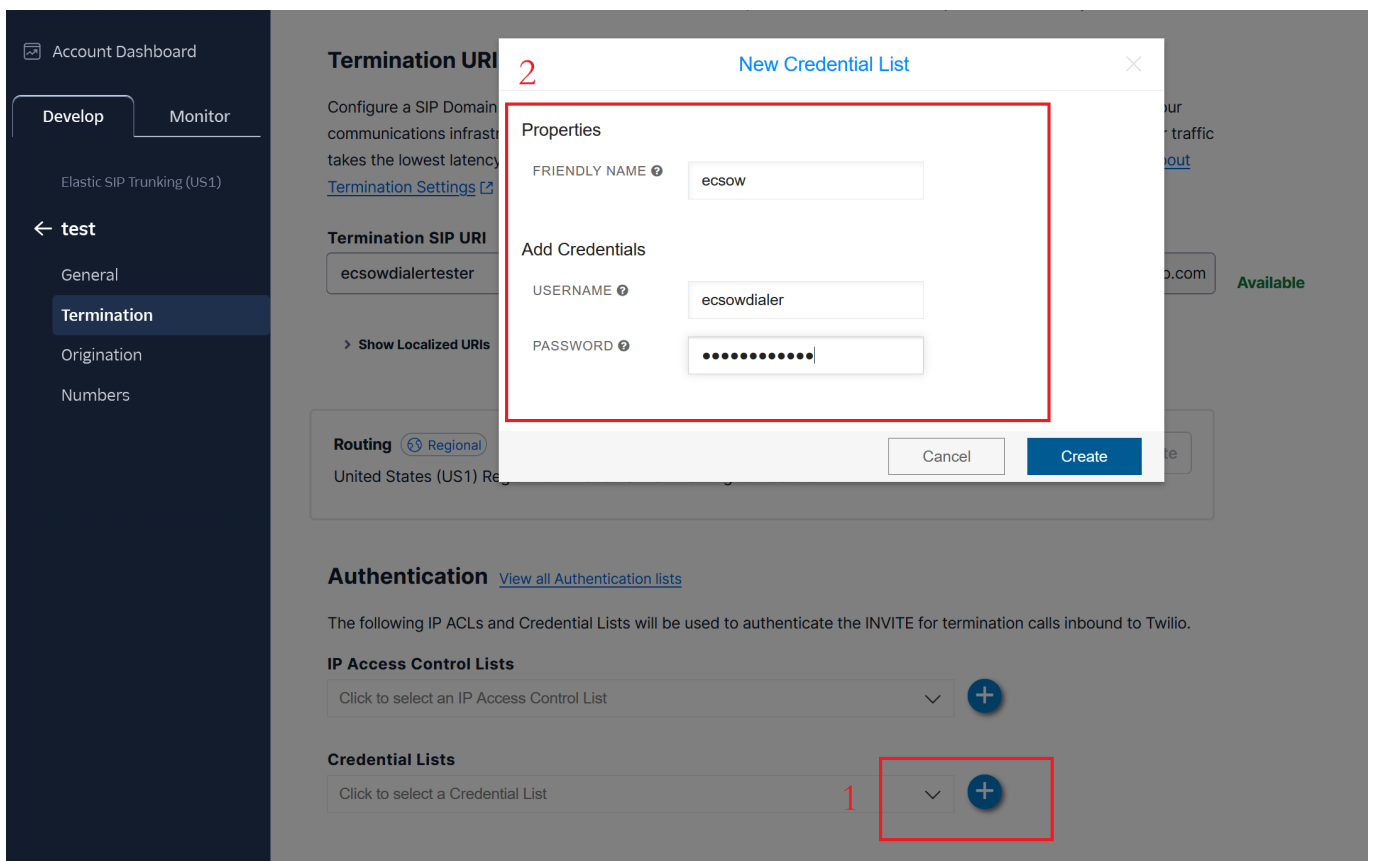 Account Dashboard
Develop
Monitor
Elastic SIP Trunking (US1)
test
General
Termination
Origination
Numbers
Termination URI
Configure a SIP Domain
our
communications infrastr
traffic
takes the lowest latency
bout
Termination Settings
Termination SIP URI
ecsowdialertester
o.com
Available
Show Localized URIs
Routing
Regional
United States (US1) Reg
te
2
New Credential List
Properties
FRIENDLY NAME
ecsow
Add Credentials
USERNAME
ecsowdialer
PASSWORD
••••••••••••
Cancel
Create
Authentication View all Authentication lists
The following IP ACLs and Credential Lists will be used to authenticate the INVITE for termination calls inbound to Twilio.
IP Access Control Lists
Click to select an IP Access Control List
Credential Lists
Click to select a Credential List
1